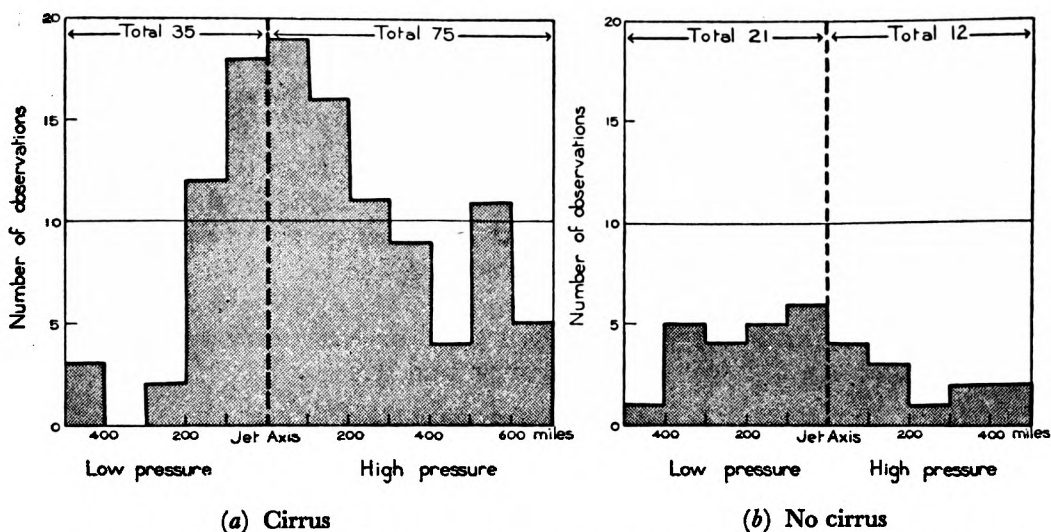 20
Total 35
Total 75
15
10
5
0
Number of observations
400
200
Jet Axis
200
400
600 miles
Low pressure
High pressure
(a) Cirrus
20
Total 21
Total 12
15
10
5
0
Number of observations
400
200
Jet Axis
200
400 miles
Low pressure
High pressure
(b) No cirrus